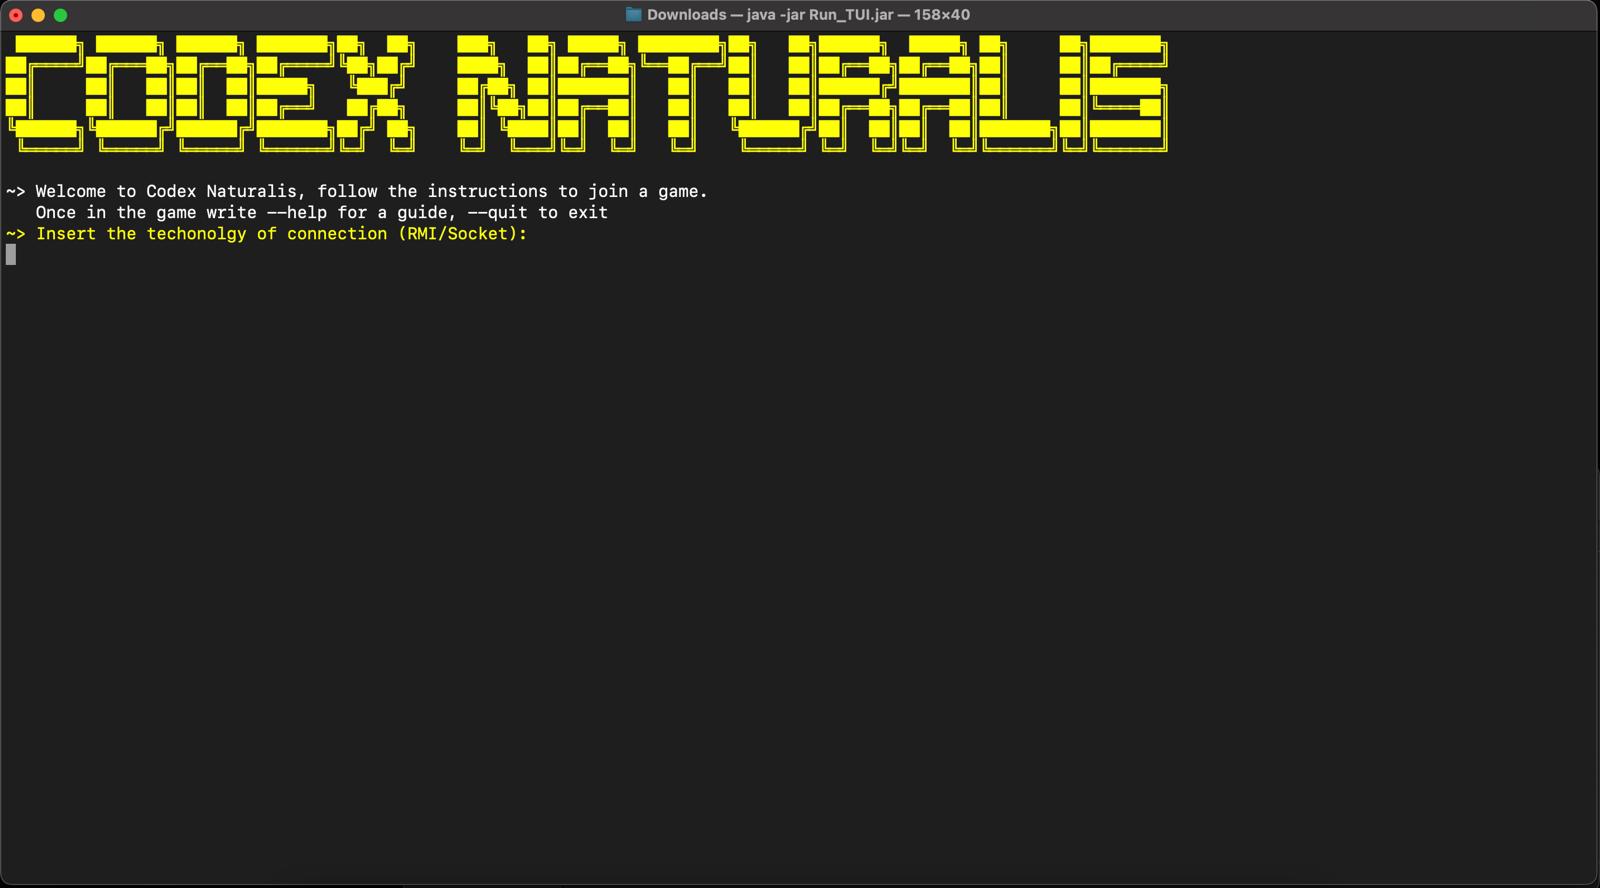 Downloads — java -jar Run_TUI.jar — 158×40
CODEX NATURALIS
~> Welcome to Codex Naturalis, follow the instructions to join a game.
Once in the game write --help for a guide, --quit to exit
~> Insert the techonolgy of connection (RMI/Socket):